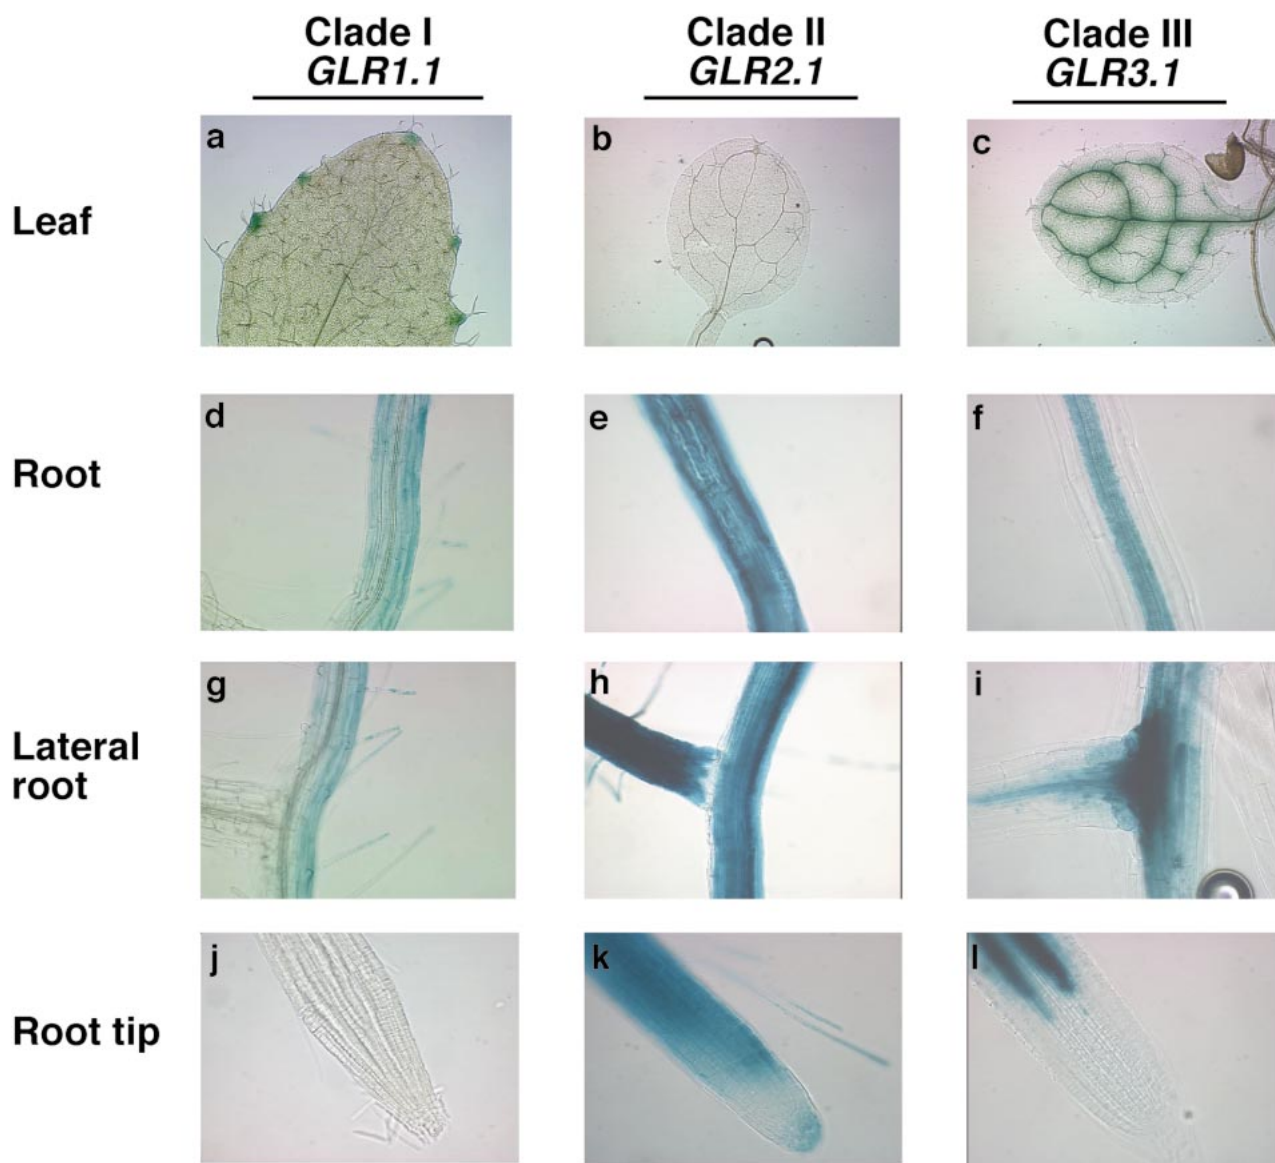 Clade I
GLR1.1
Clade II
GLR2.1
Clade III
GLR3.1
Leaf
a
b
c
Root
d
e
f
Lateral
root
g
h
i
Root tip
j
k
l